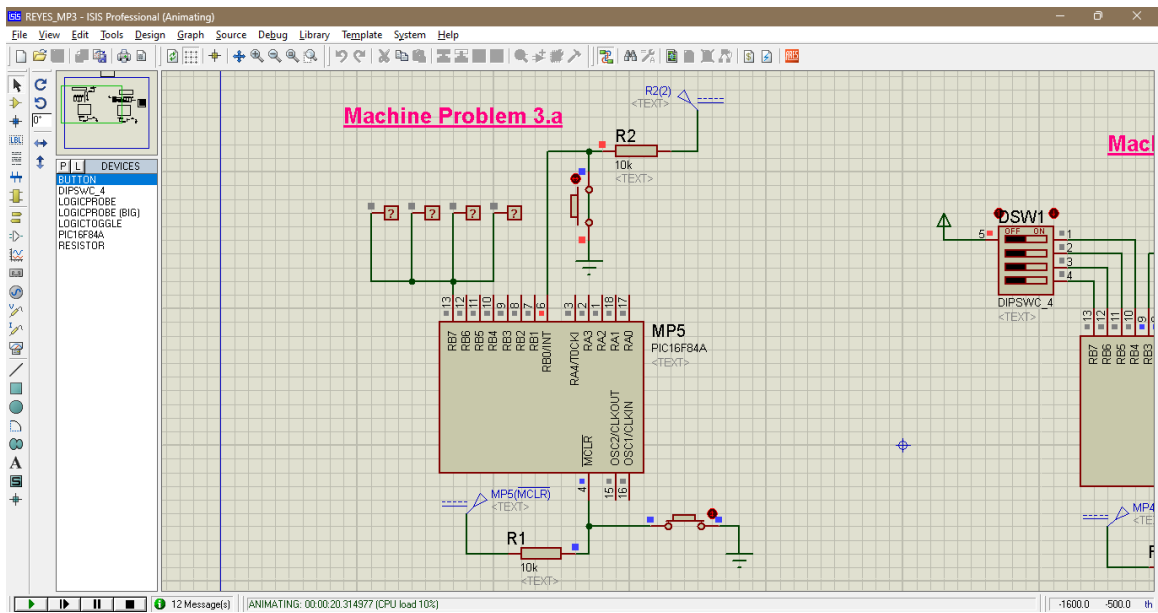 REYES_MP3 - ISIS Professional (Animating)
File View Edit Tools Design Graph Source Debug Library Template System Help
0°
LBL
P L DEVICES
BUTTON
DIPSWC_4
LOGICPROBE
LOGICPROBE (BIG)
LOGICTOGGLE
PIC16F84A
RESISTOR
Machine Problem 3.a
R2(2)
<TEXT>
R2
10k
<TEXT>
? ? ? ?
13 12 11 10 9 8 7 6 3 2 1 18 17
RB7 RB6 RB5 RB4 RB3 RB2 RB1 RB0/INT RA4/T0CKI RA3 RA2 RA1 RA0
MP5
PIC16F84A
<TEXT>
MCLR OSC2/CLKOUT OSC1/CLKIN
4 15 16
MP5(MCLR)
<TEXT>
R1
10k
<TEXT>
Mac
DSW1
OFF ON
5 1
2
3
4
DIPSWC_4
<TEXT>
13 12 11 10 9
RB7 RB6 RB5 RB4 RB3
MP4
<TE
12 Message(s) ANIMATING: 00:00:20.314977 (CPU load 10%) -1600.0 -500.0 th